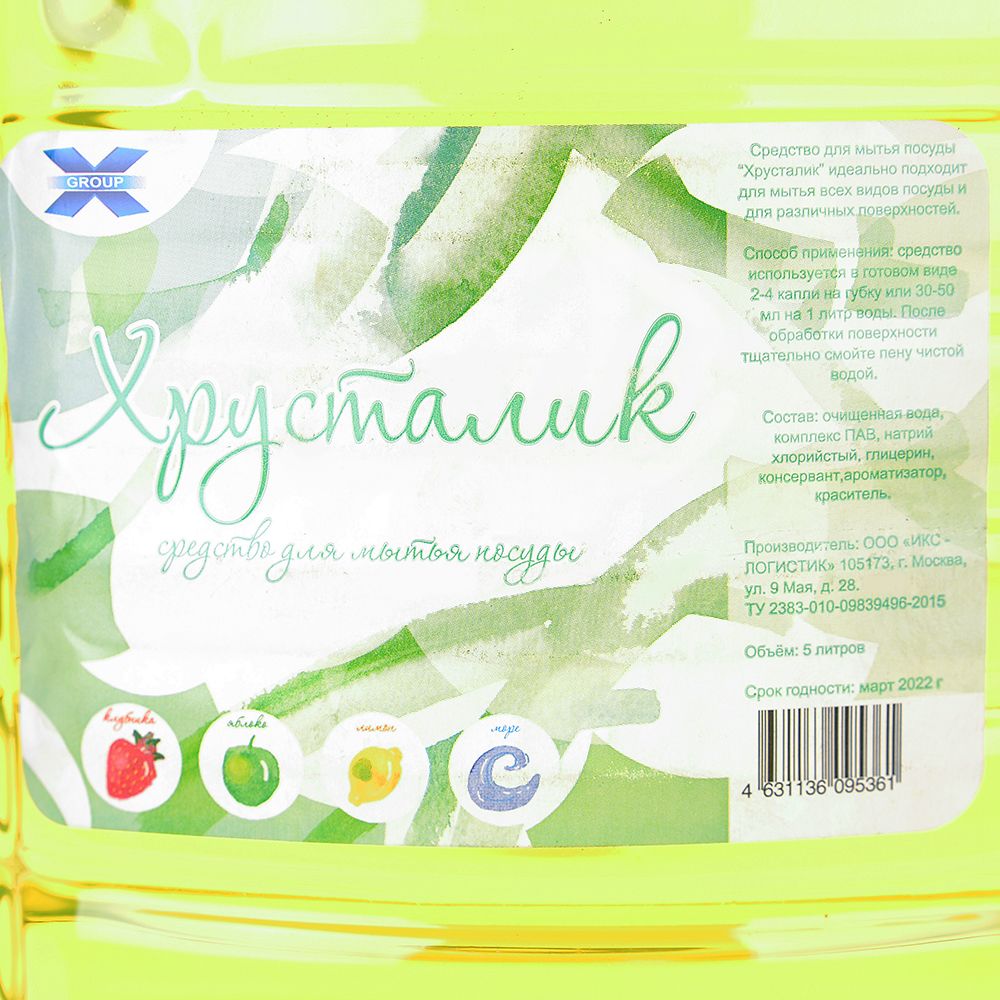 X
GROUP
Хрусталик
средство для мытья посуды
клубника
яблоко
лимон
море
Средство для мытья посуды
“Хрусталик” идеально подходит
для мытья всех видов посуды и
для различных поверхностей.
Способ применения: средство
используется в готовом виде
2-4 капли на губку или 30-50
мл на 1 литр воды. После
обработки поверхности
тщательно смойте пену чистой
водой.
Состав: очищенная вода,
комплекс ПАВ, натрий
хлорийстый, глицерин,
консервант,ароматизатор,
краситель.
Производитель: ООО «ИКС -
ЛОГИСТИК» 105173, г. Москва,
ул. 9 Мая, д. 28.
ТУ 2383-010-09839496-2015
Объём: 5 литров
Срок годности: март 2022 г
4 631136 095361